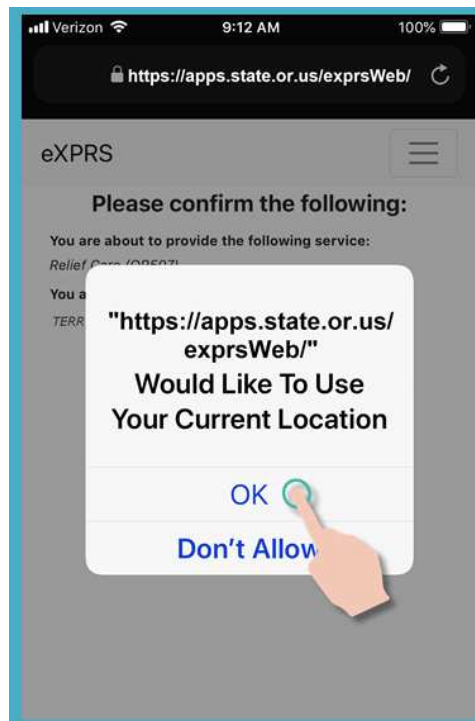 Verizon 9:12 AM 100%
https://apps.state.or.us/exprsWeb/
eXPRS
Please confirm the following:
You are about to provide the following service:
Relief Care
You a
TERR
"https://apps.state.or.us/
exprsWeb/"
Would Like To Use
Your Current Location
OK
Don't Allow